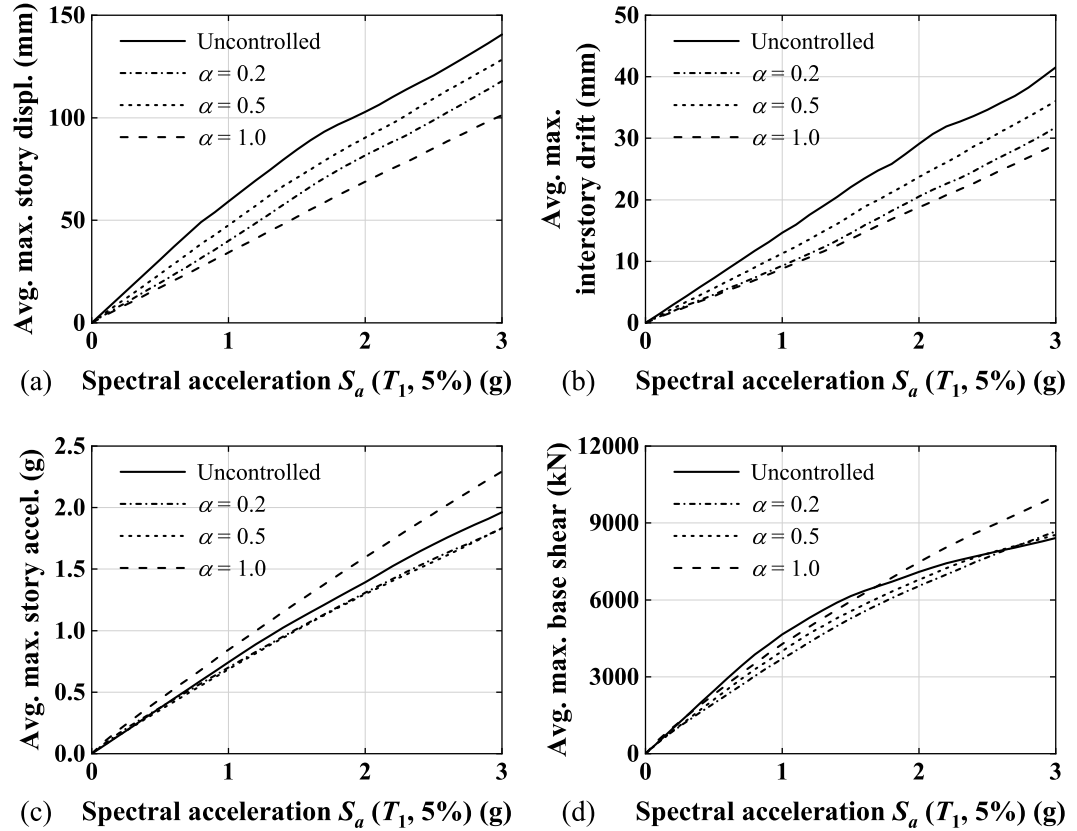 Avg. max. story displ. (mm)
150
100
50
0
Uncontrolled
α = 0.2
α = 0.5
α = 1.0
0 1 2 3
(a) Spectral acceleration Sₐ (T₁, 5%) (g)
Avg. max.
interstory drift (mm)
50
40
30
20
10
0
Uncontrolled
α = 0.2
α = 0.5
α = 1.0
0 1 2 3
(b) Spectral acceleration Sₐ (T₁, 5%) (g)
Avg. max. story accel. (g)
2.5
2.0
1.5
1.0
0.5
0.0
Uncontrolled
α = 0.2
α = 0.5
α = 1.0
0 1 2 3
(c) Spectral acceleration Sₐ (T₁, 5%) (g)
Avg. max. base shear (kN)
12000
9000
6000
3000
0
Uncontrolled
α = 0.2
α = 0.5
α = 1.0
0 1 2 3
(d) Spectral acceleration Sₐ (T₁, 5%) (g)